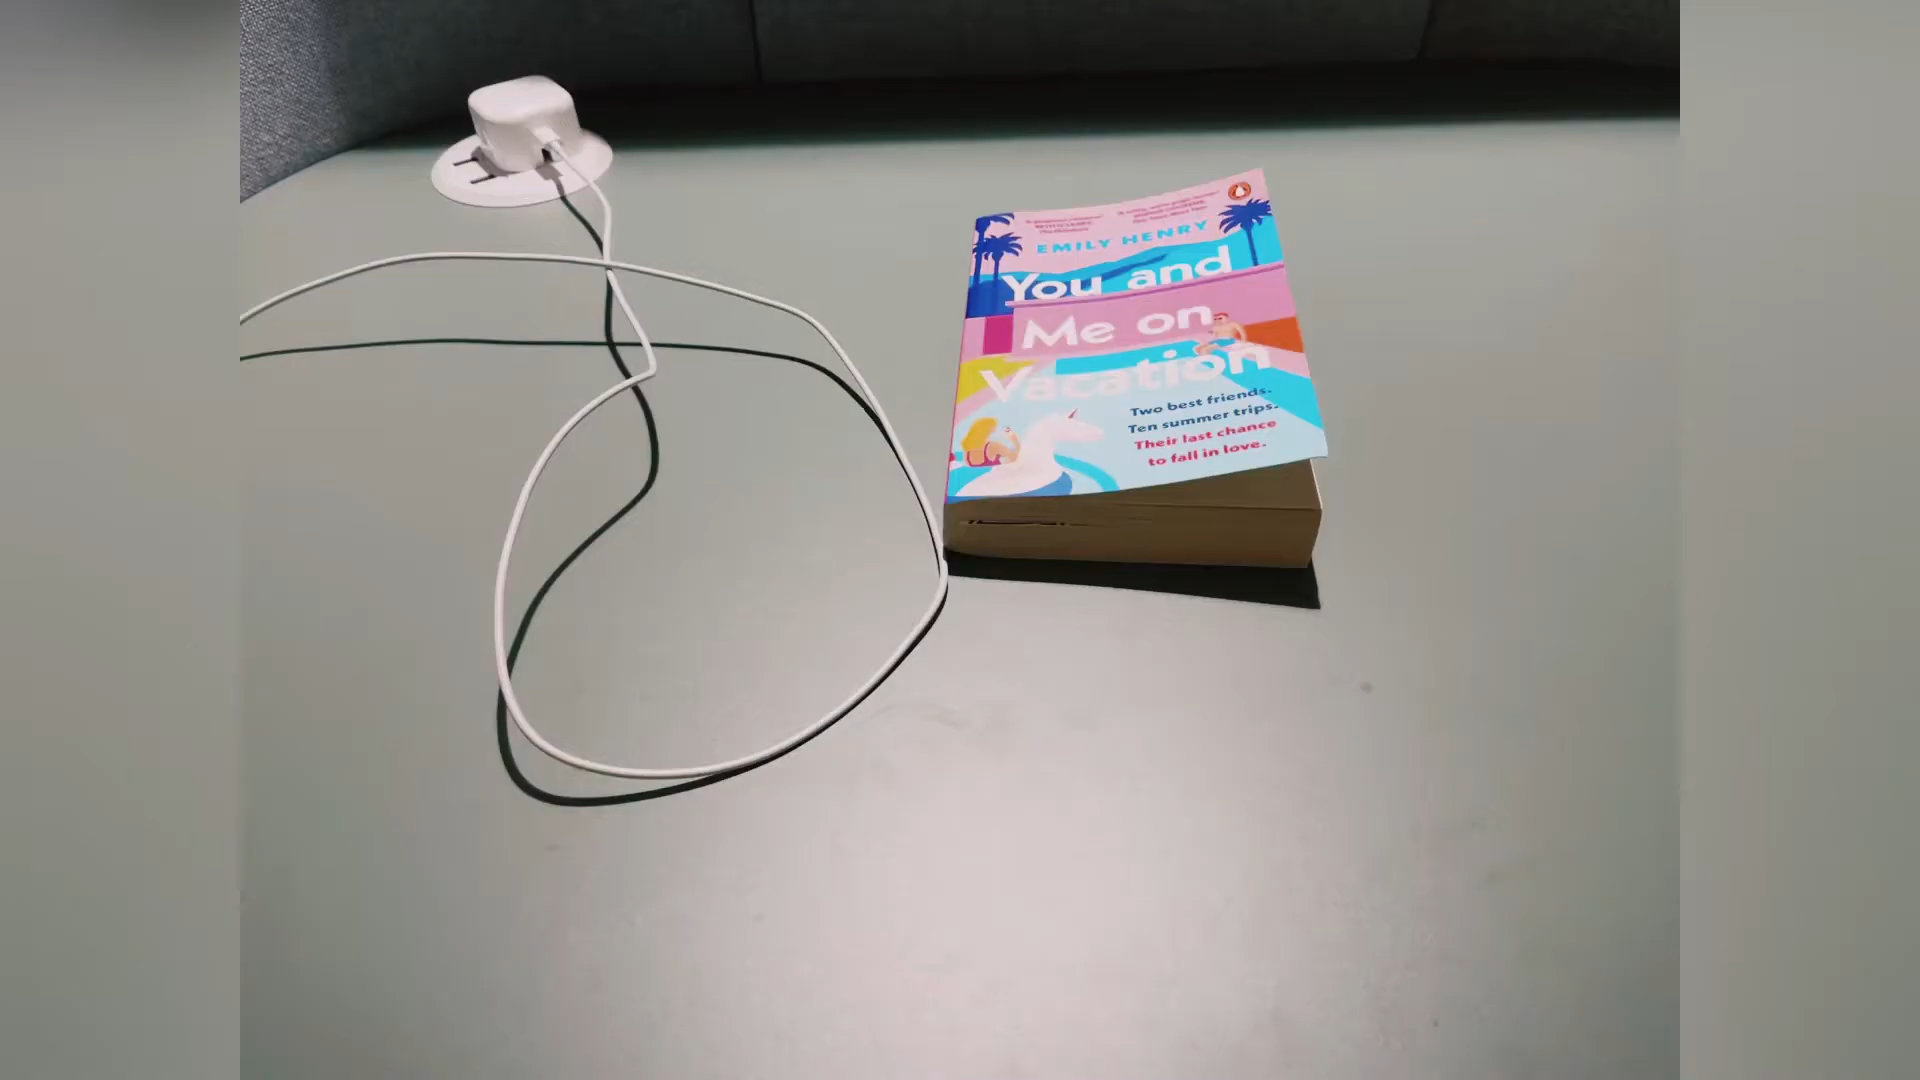 EMILY HENRY
You and
Me on
Vacation
Two best friends.
Ten summer trips.
Their last chance
to fall in love.